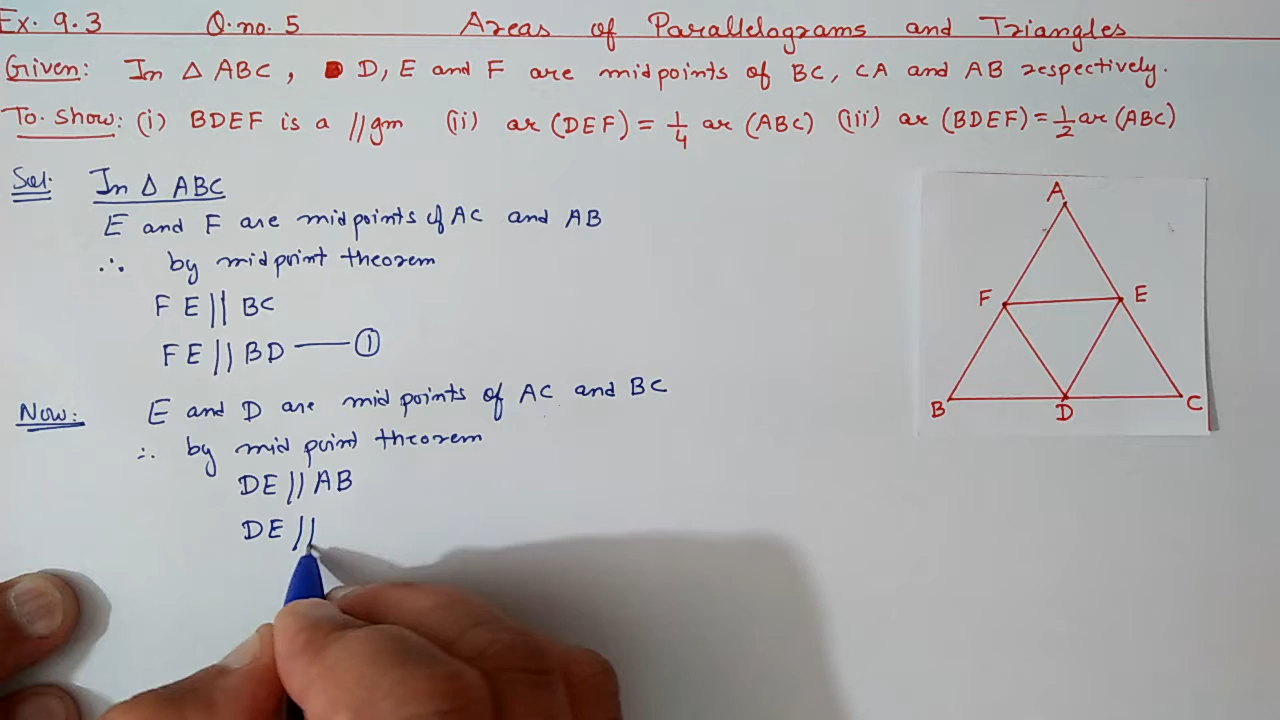 Ex. 9.3 Q.no. 5 Areas of Parallelograms and Triangles
Given: In △ ABC, D, E and F are midpoints of BC, CA and AB respectively.
To show: (i) BDEF is a //gm (ii) ar (DEF) = 1/4 ar (ABC) (iii) ar (BDEF) = 1/2 ar (ABC)
Sol. In △ ABC
E and F are midpoints of AC and AB
∴ by midpoint theorem
FE || BC
FE || BD —— ①
Now: E and D are mid points of AC and BC
∴ by mid point theorem
DE // AB
DE //
A
F E
B D C